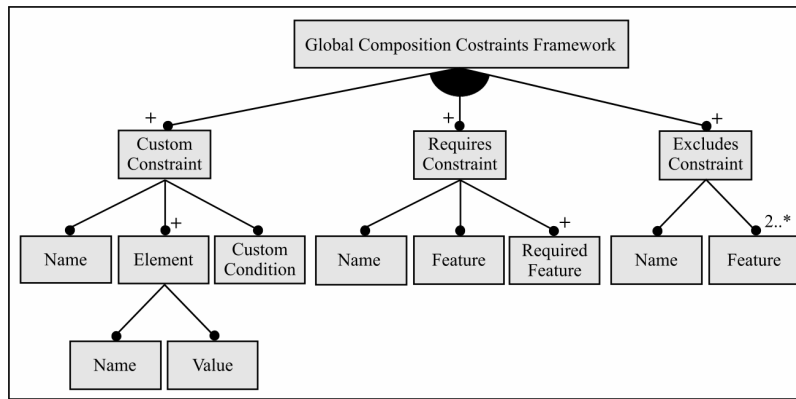 Global Composition Costraints Framework
+
+
+
Custom
Constraint
Requires
Constraint
Excludes
Constraint
+
+
2..*
Name
Element
Custom
Condition
Name
Feature
Required
Feature
Name
Feature
Name
Value